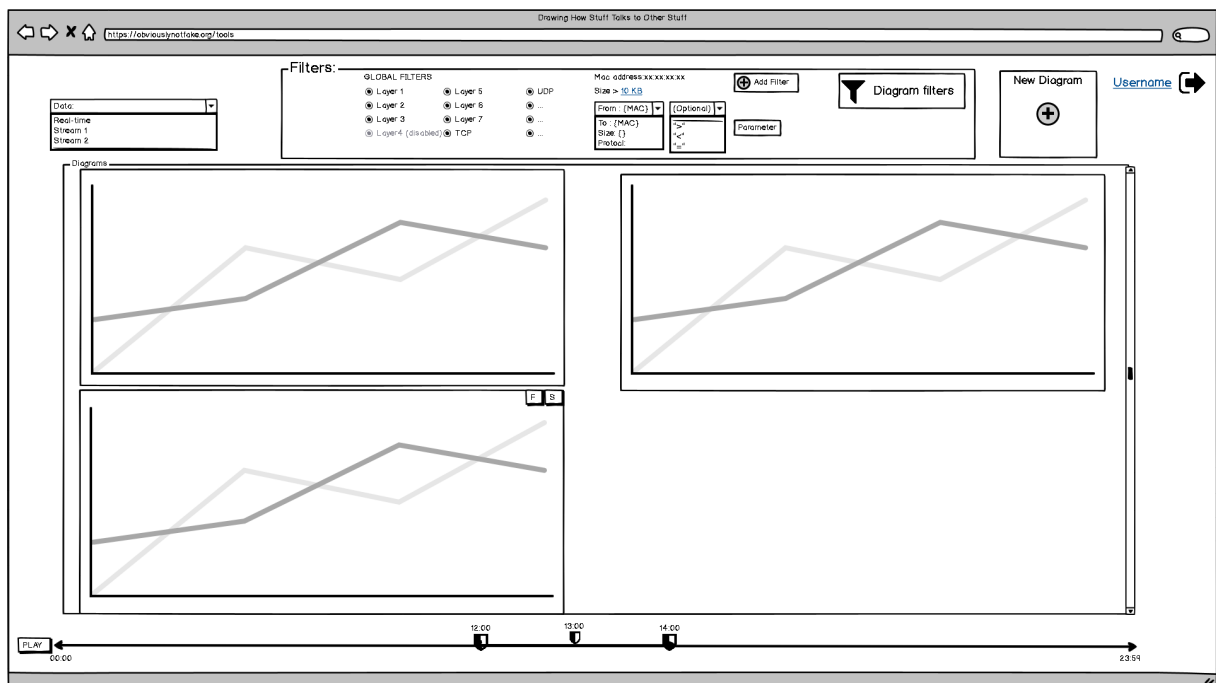 Drawing How Stuff Talks to Other Stuff
https://obviouslynotfake.org/tools
Filters:
GLOBAL FILTERS
Layer 1
Layer 2
Layer 3
Layer4 (disabled)
Layer 5
Layer 6
Layer 7
TCP
UDP
...
...
...
Mac address:xx:xx:xx:xx
Size > 10 KB
From : {MAC}
To : {MAC}
Size: {}
Protocl:
(Optional)
">"
"<"
"="
Add Filter
Parameter
Diagram filters
New Diagram
Username
Data:
Real-time
Stream 1
Stream 2
Diagrams
F S
12:00 13:00 14:00
PLAY
00:00 23:59